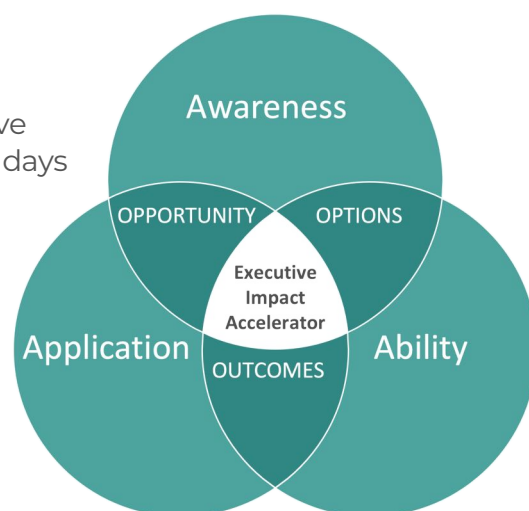 Awareness
ve
days
OPPORTUNITY
OPTIONS
Executive
Impact
Accelerator
Application
Ability
OUTCOMES